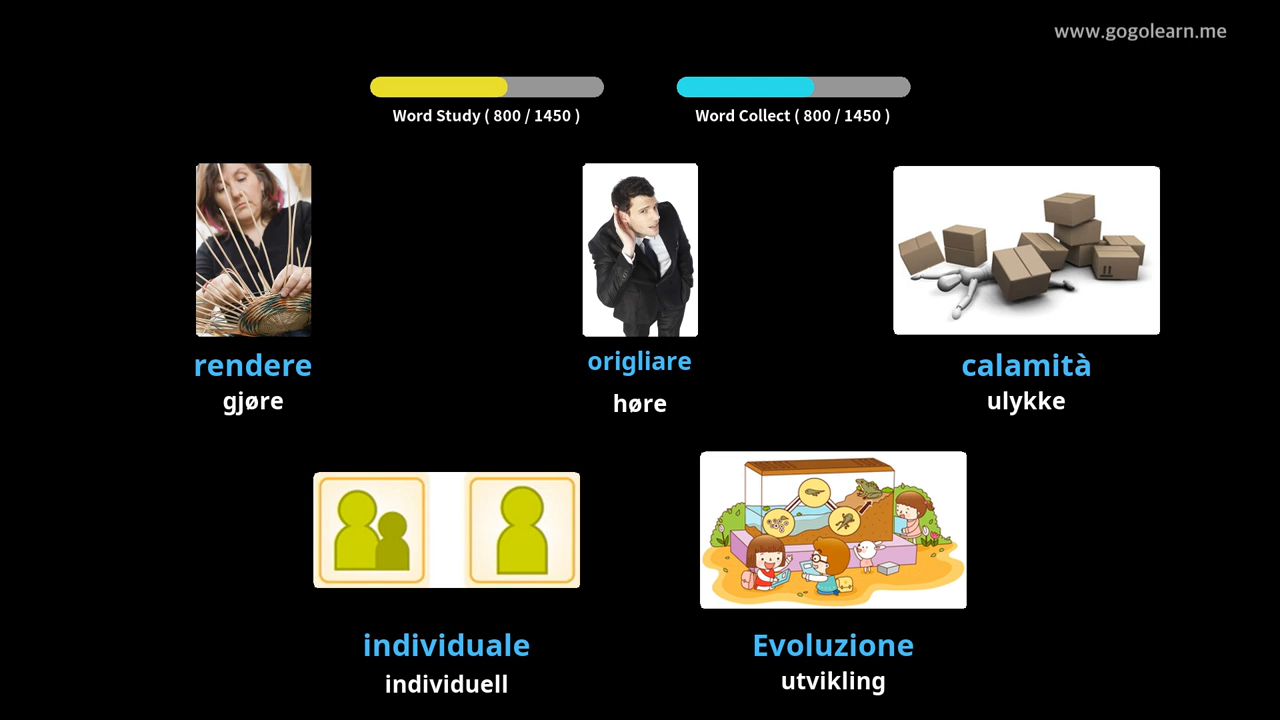 www.gogolearn.me
Word Study ( 800 / 1450 )
Word Collect ( 800 / 1450 )
rendere
gjøre
origliare
høre
calamità
ulykke
individuale
individuell
Evoluzione
utvikling